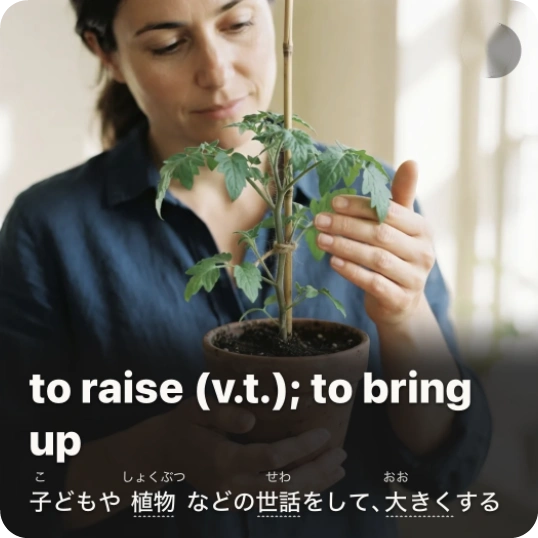 to raise (v.t.); to bring
up
こ しょくぶつ せわ おお
子どもや 植物 などの世話をして、大きくする